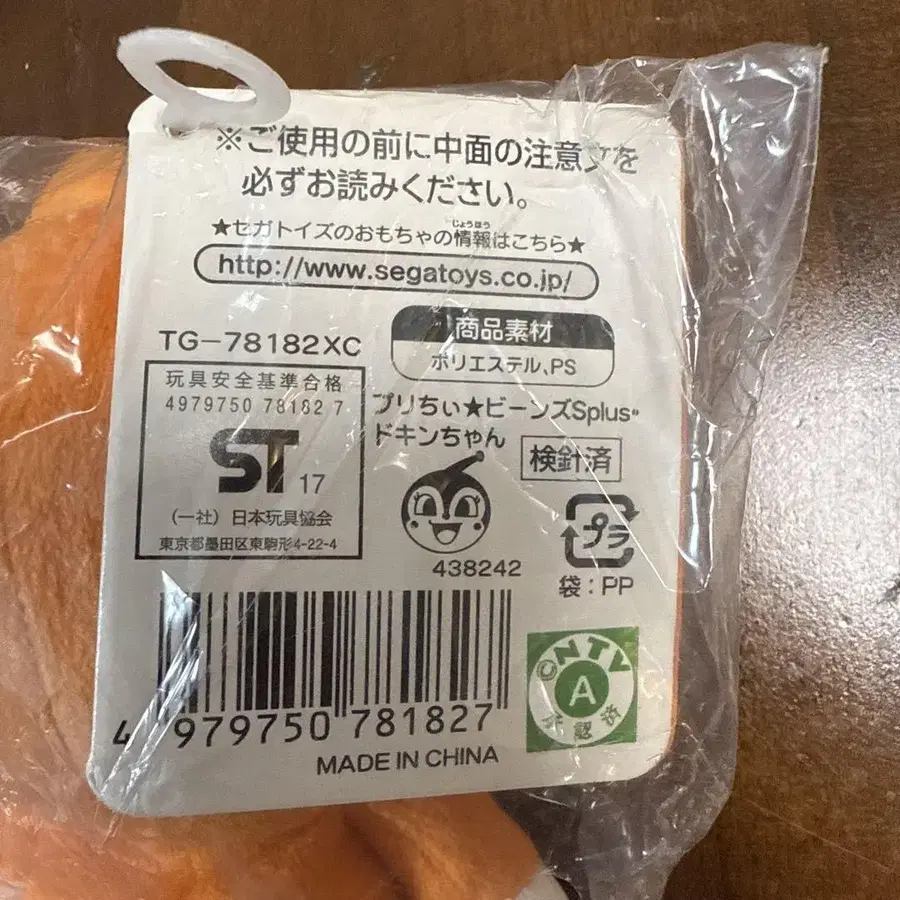 ※ご使用の前に中面の注意文を
必ずお読みください。
じょうほう
★セガトイズのおもちゃの情報はこちら★
http://www.segatoys.co.jp/
TG-78182XC
商品素材
ポリエステル、PS
玩具安全基準合格
4979750 78182 7
ST 17
(一社) 日本玩具協会
東京都墨田区東駒形4-22-4
プリちぃ★ビーンズSplus
ドキンちゃん
検針済
プラ
438242
袋:PP
4 979750 781827
©NTV
A
承認済
MADE IN CHINA